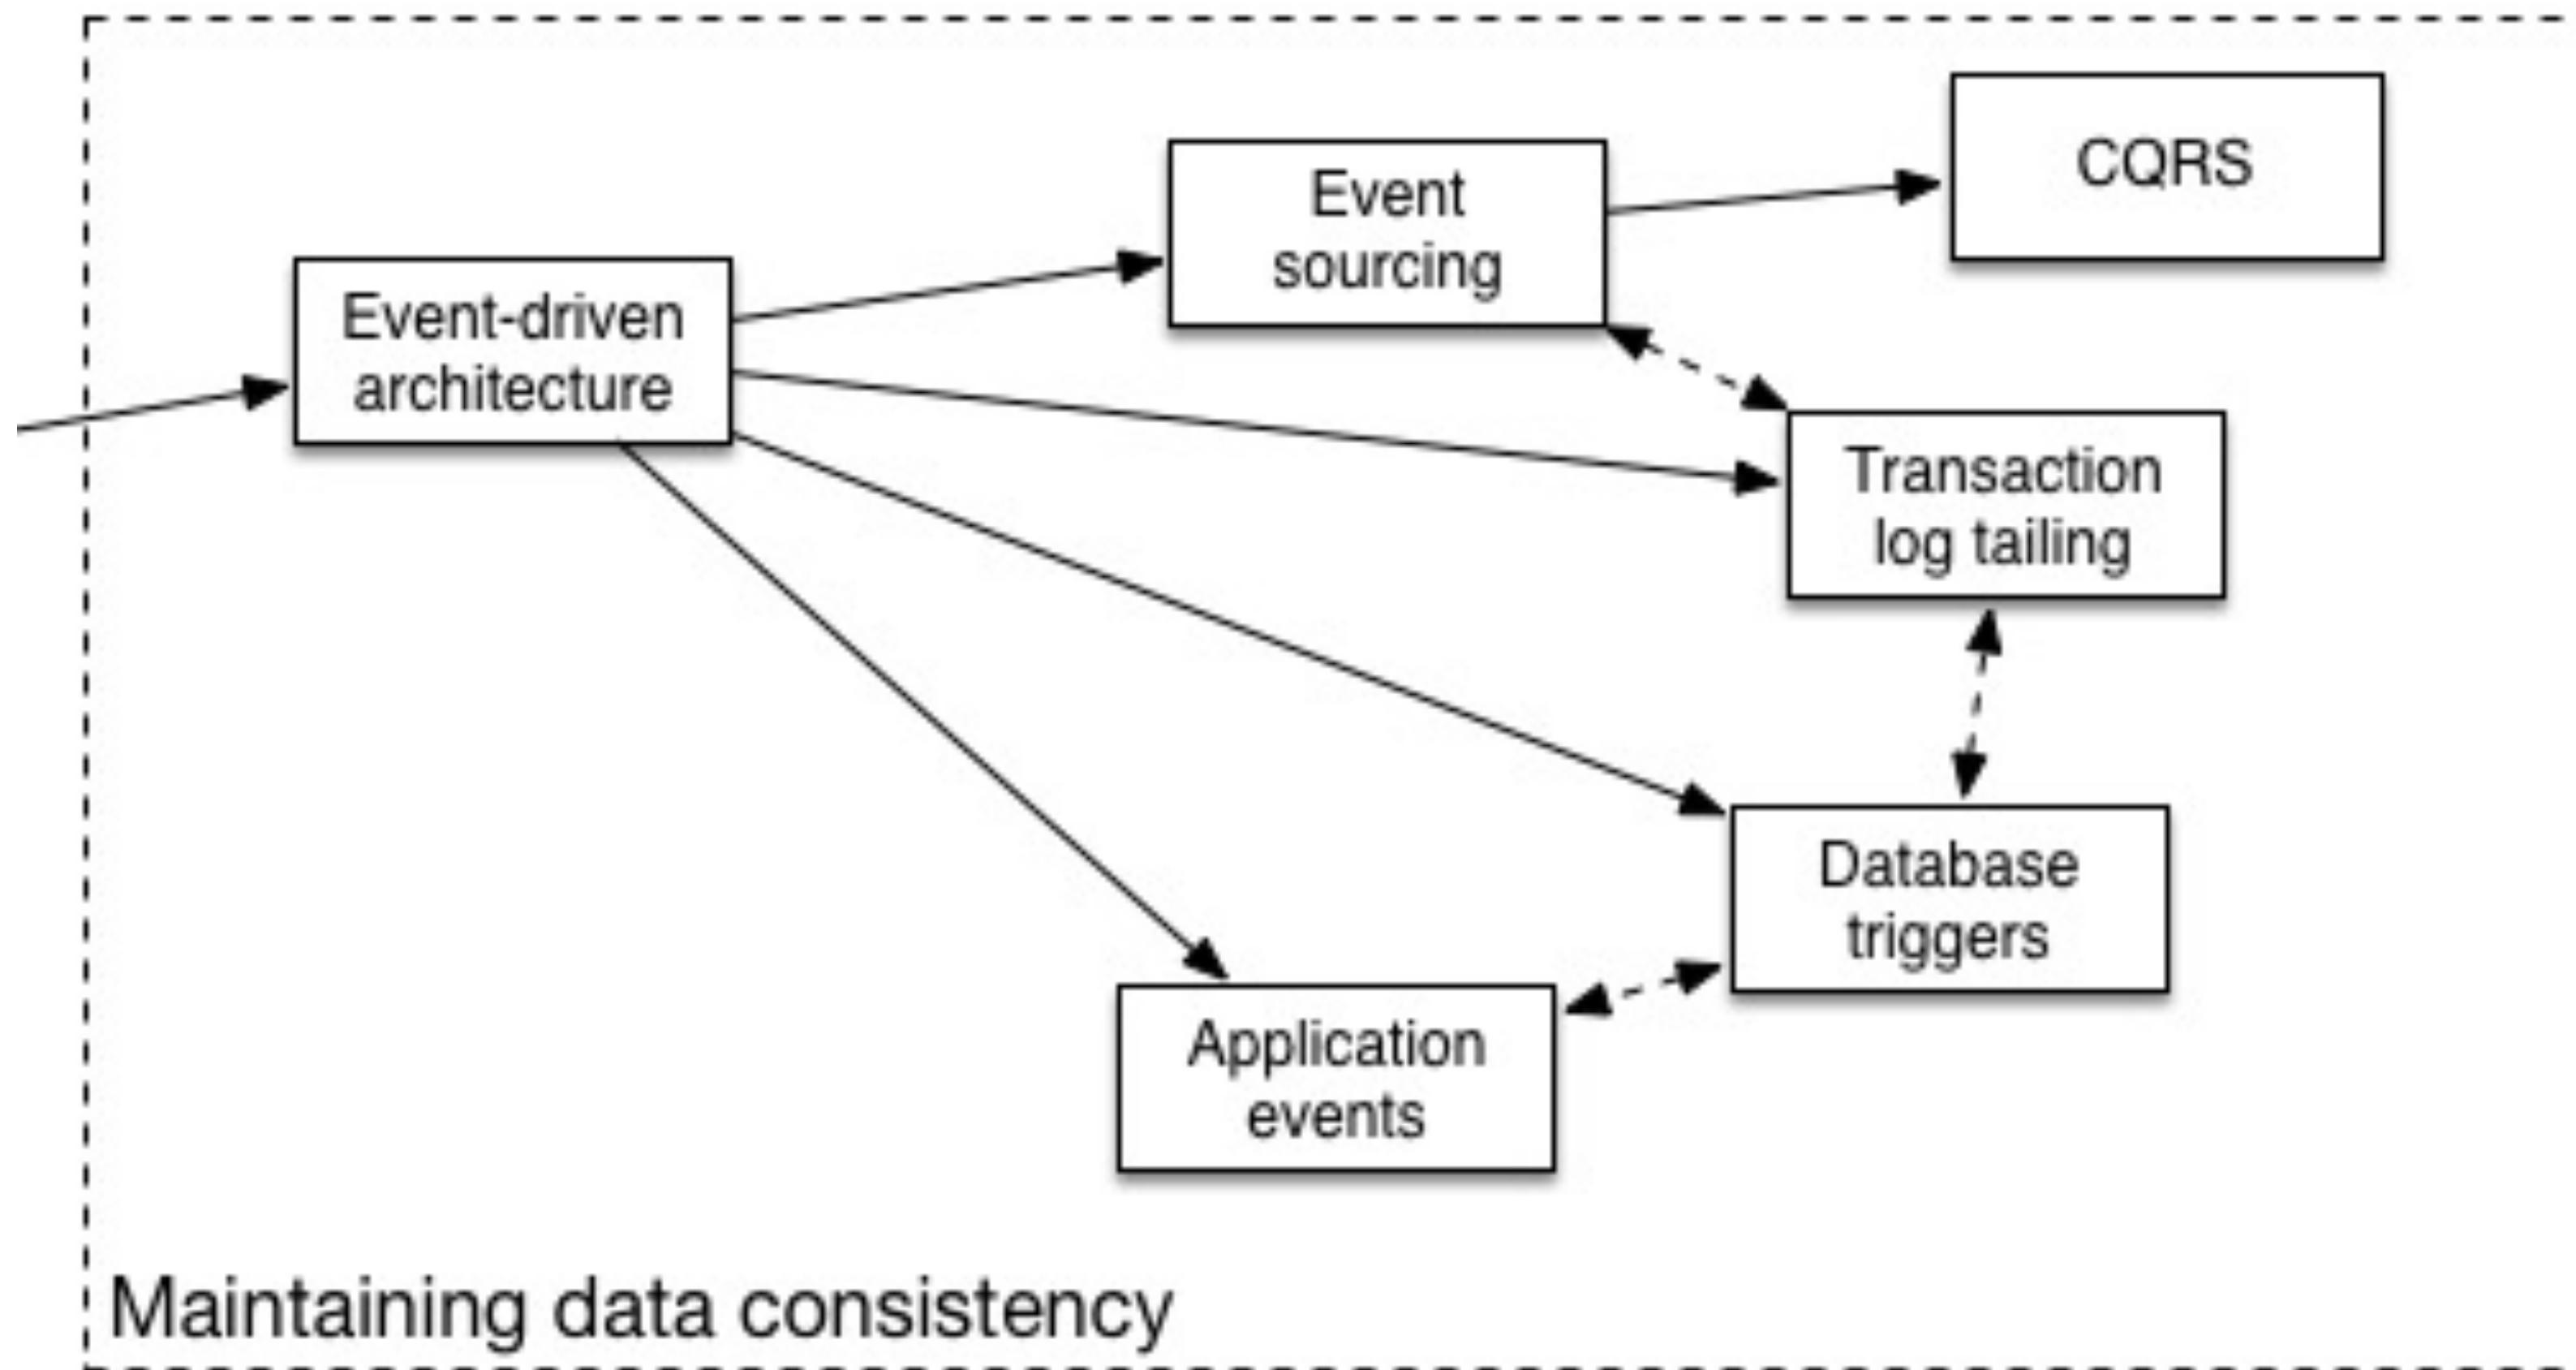 CQRS
Event
sourcing
Event-driven
architecture
Transaction
log tailing
Database
triggers
Application
events
Maintaining data consistency